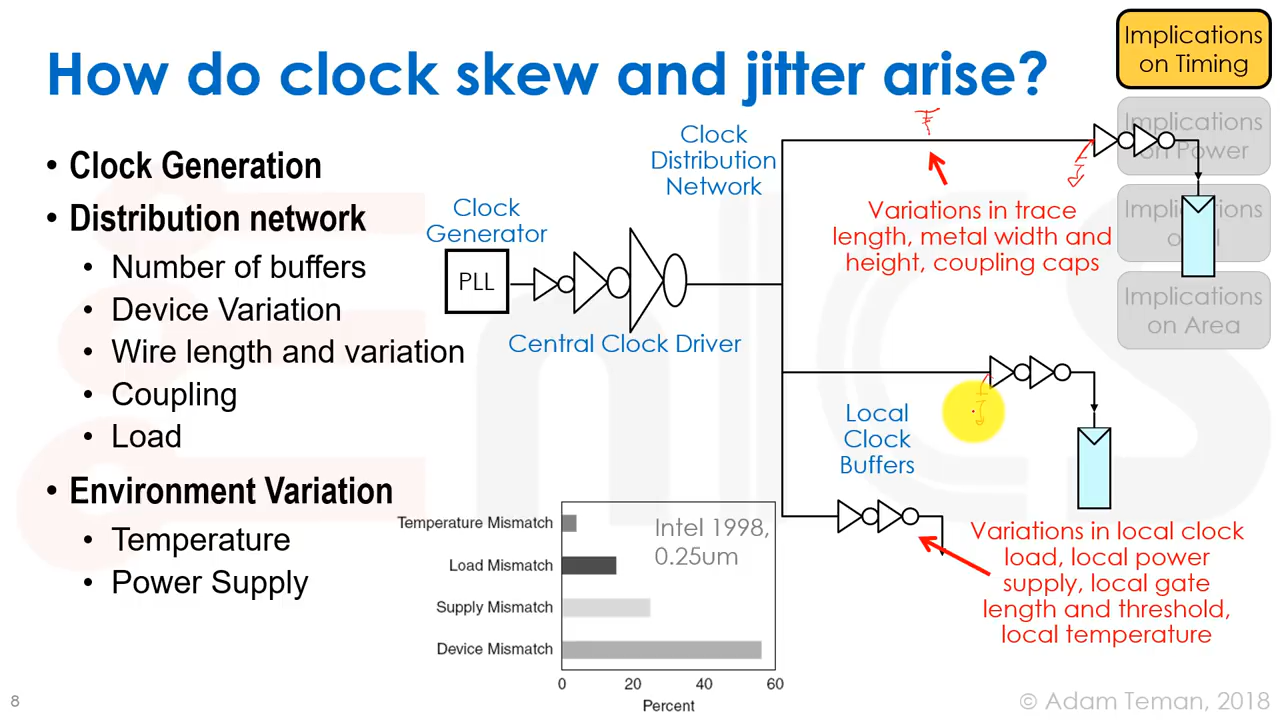 How do clock skew and jitter arise?
Implications
on Timing
Implications
on Power
Implications
Implications
on Area
• Clock Generation
• Distribution network
• Number of buffers
• Device Variation
• Wire length and variation
• Coupling
• Load
• Environment Variation
• Temperature
• Power Supply
Clock
Generator
PLL
Central Clock Driver
Clock
Distribution
Network
Variations in trace
length, metal width and
height, coupling caps
Local
Clock
Buffers
Variations in local clock
load, local power
supply, local gate
length and threshold,
local temperature
Intel 1998,
0.25um
Temperature Mismatch
Load Mismatch
Supply Mismatch
Device Mismatch
0 20 40 60
Percent
8
© Adam Teman, 2018